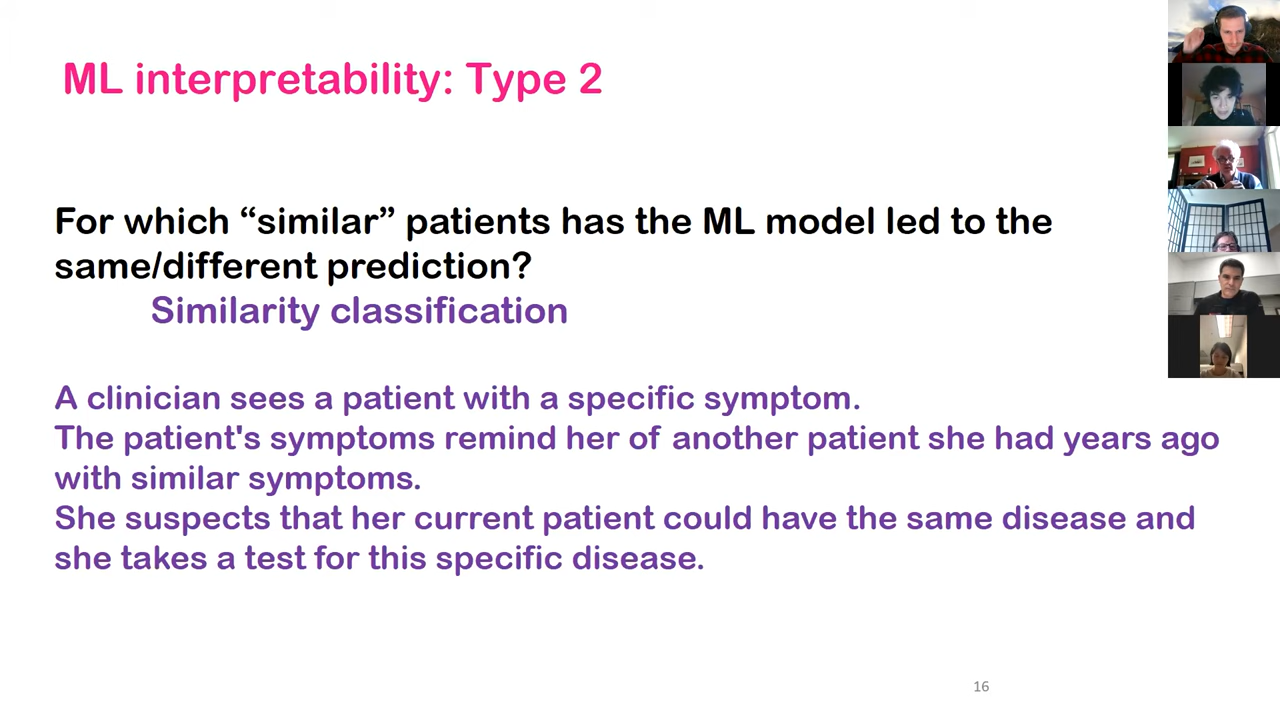 ML interpretability: Type 2
For which “similar” patients has the ML model led to the
same/different prediction?
Similarity classification
A clinician sees a patient with a specific symptom.
The patient's symptoms remind her of another patient she had years ago
with similar symptoms.
She suspects that her current patient could have the same disease and
she takes a test for this specific disease.
16